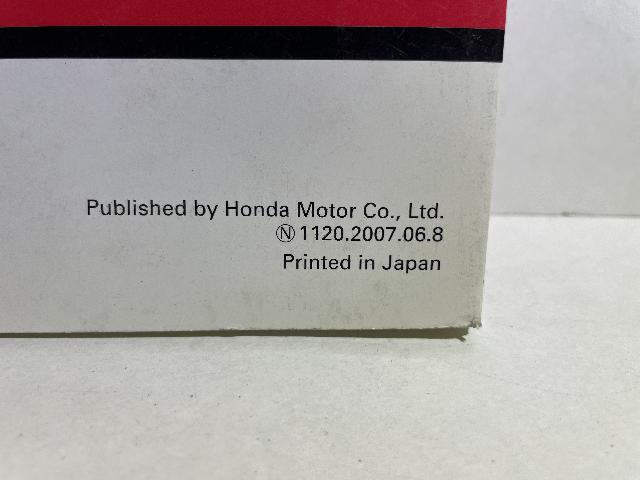 Published by Honda Motor Co., Ltd.
Ⓝ 1120.2007.06.8
Printed in Japan